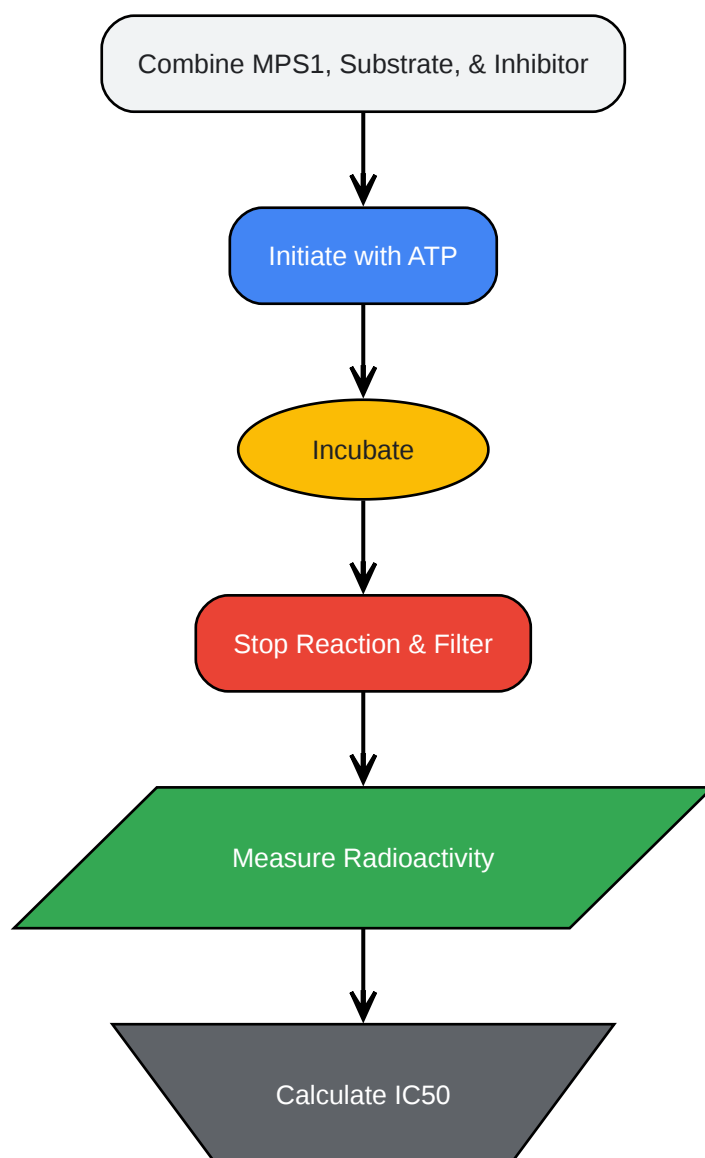 Combine MPS1, Substrate, & Inhibitor
Initiate with ATP
Incubate
Stop Reaction & Filter
Measure Radioactivity
Calculate IC50